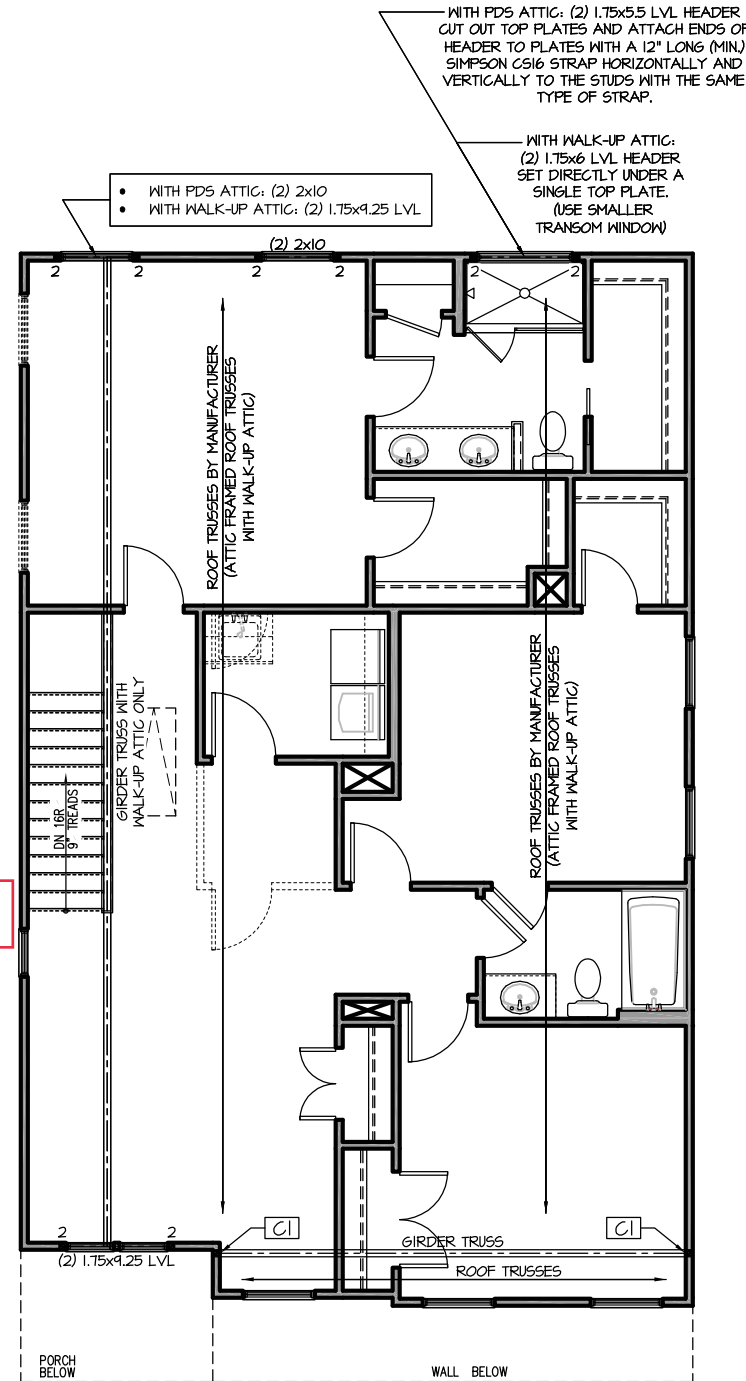 WITH PDS ATTIC: (2) 1.75x5.5 LVL HEADER
CUT OUT TOP PLATES AND ATTACH ENDS OF
HEADER TO PLATES WITH A 12" LONG (MIN.)
SIMPSON CS16 STRAP HORIZONTALLY AND
VERTICALLY TO THE STUDS WITH THE SAME
TYPE OF STRAP.
WITH WALK-UP ATTIC:
(2) 1.75x6 LVL HEADER
SET DIRECTLY UNDER A
SINGLE TOP PLATE.
(USE SMALLER
TRANSOM WINDOW)
• WITH PDS ATTIC: (2) 2x10
• WITH WALK-UP ATTIC: (2) 1.75x9.25 LVL
(2) 2x10
2 2 2 2 2 2
ROOF TRUSSES BY MANUFACTURER
(ATTIC FRAMED ROOF TRUSSES
WITH WALK-UP ATTIC)
GIRDER TRUSS WITH
WALK-UP ATTIC ONLY
DN 16R
9" TREADS
ROOF TRUSSES BY MANUFACTURER
(ATTIC FRAMED ROOF TRUSSES
WITH WALK-UP ATTIC)
2 2
(2) 1.75x9.25 LVL
C1
C1
GIRDER TRUSS
ROOF TRUSSES
PORCH
BELOW
WALL BELOW